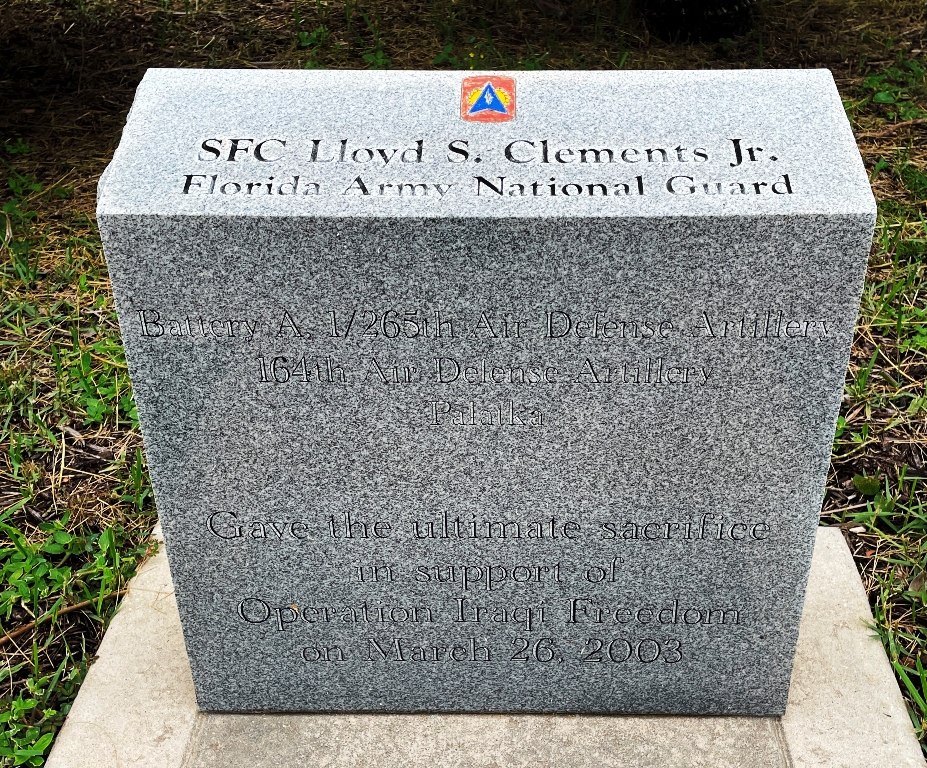 SFC Lloyd S. Clements Jr.
Florida Army National Guard
Battery A, 1/265th Air Defense Artillery
164th Air Defense Artillery
Palatka
Gave the ultimate sacrifice
in support of
Operation Iraqi Freedom
on March 26, 2003